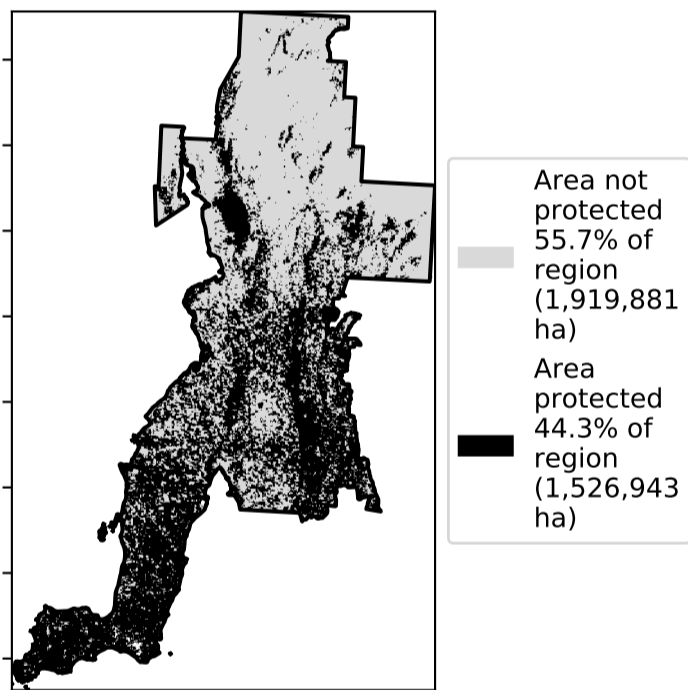 Area not
protected
55.7% of
region
(1,919,881
ha)
Area
protected
44.3% of
region
(1,526,943
ha)